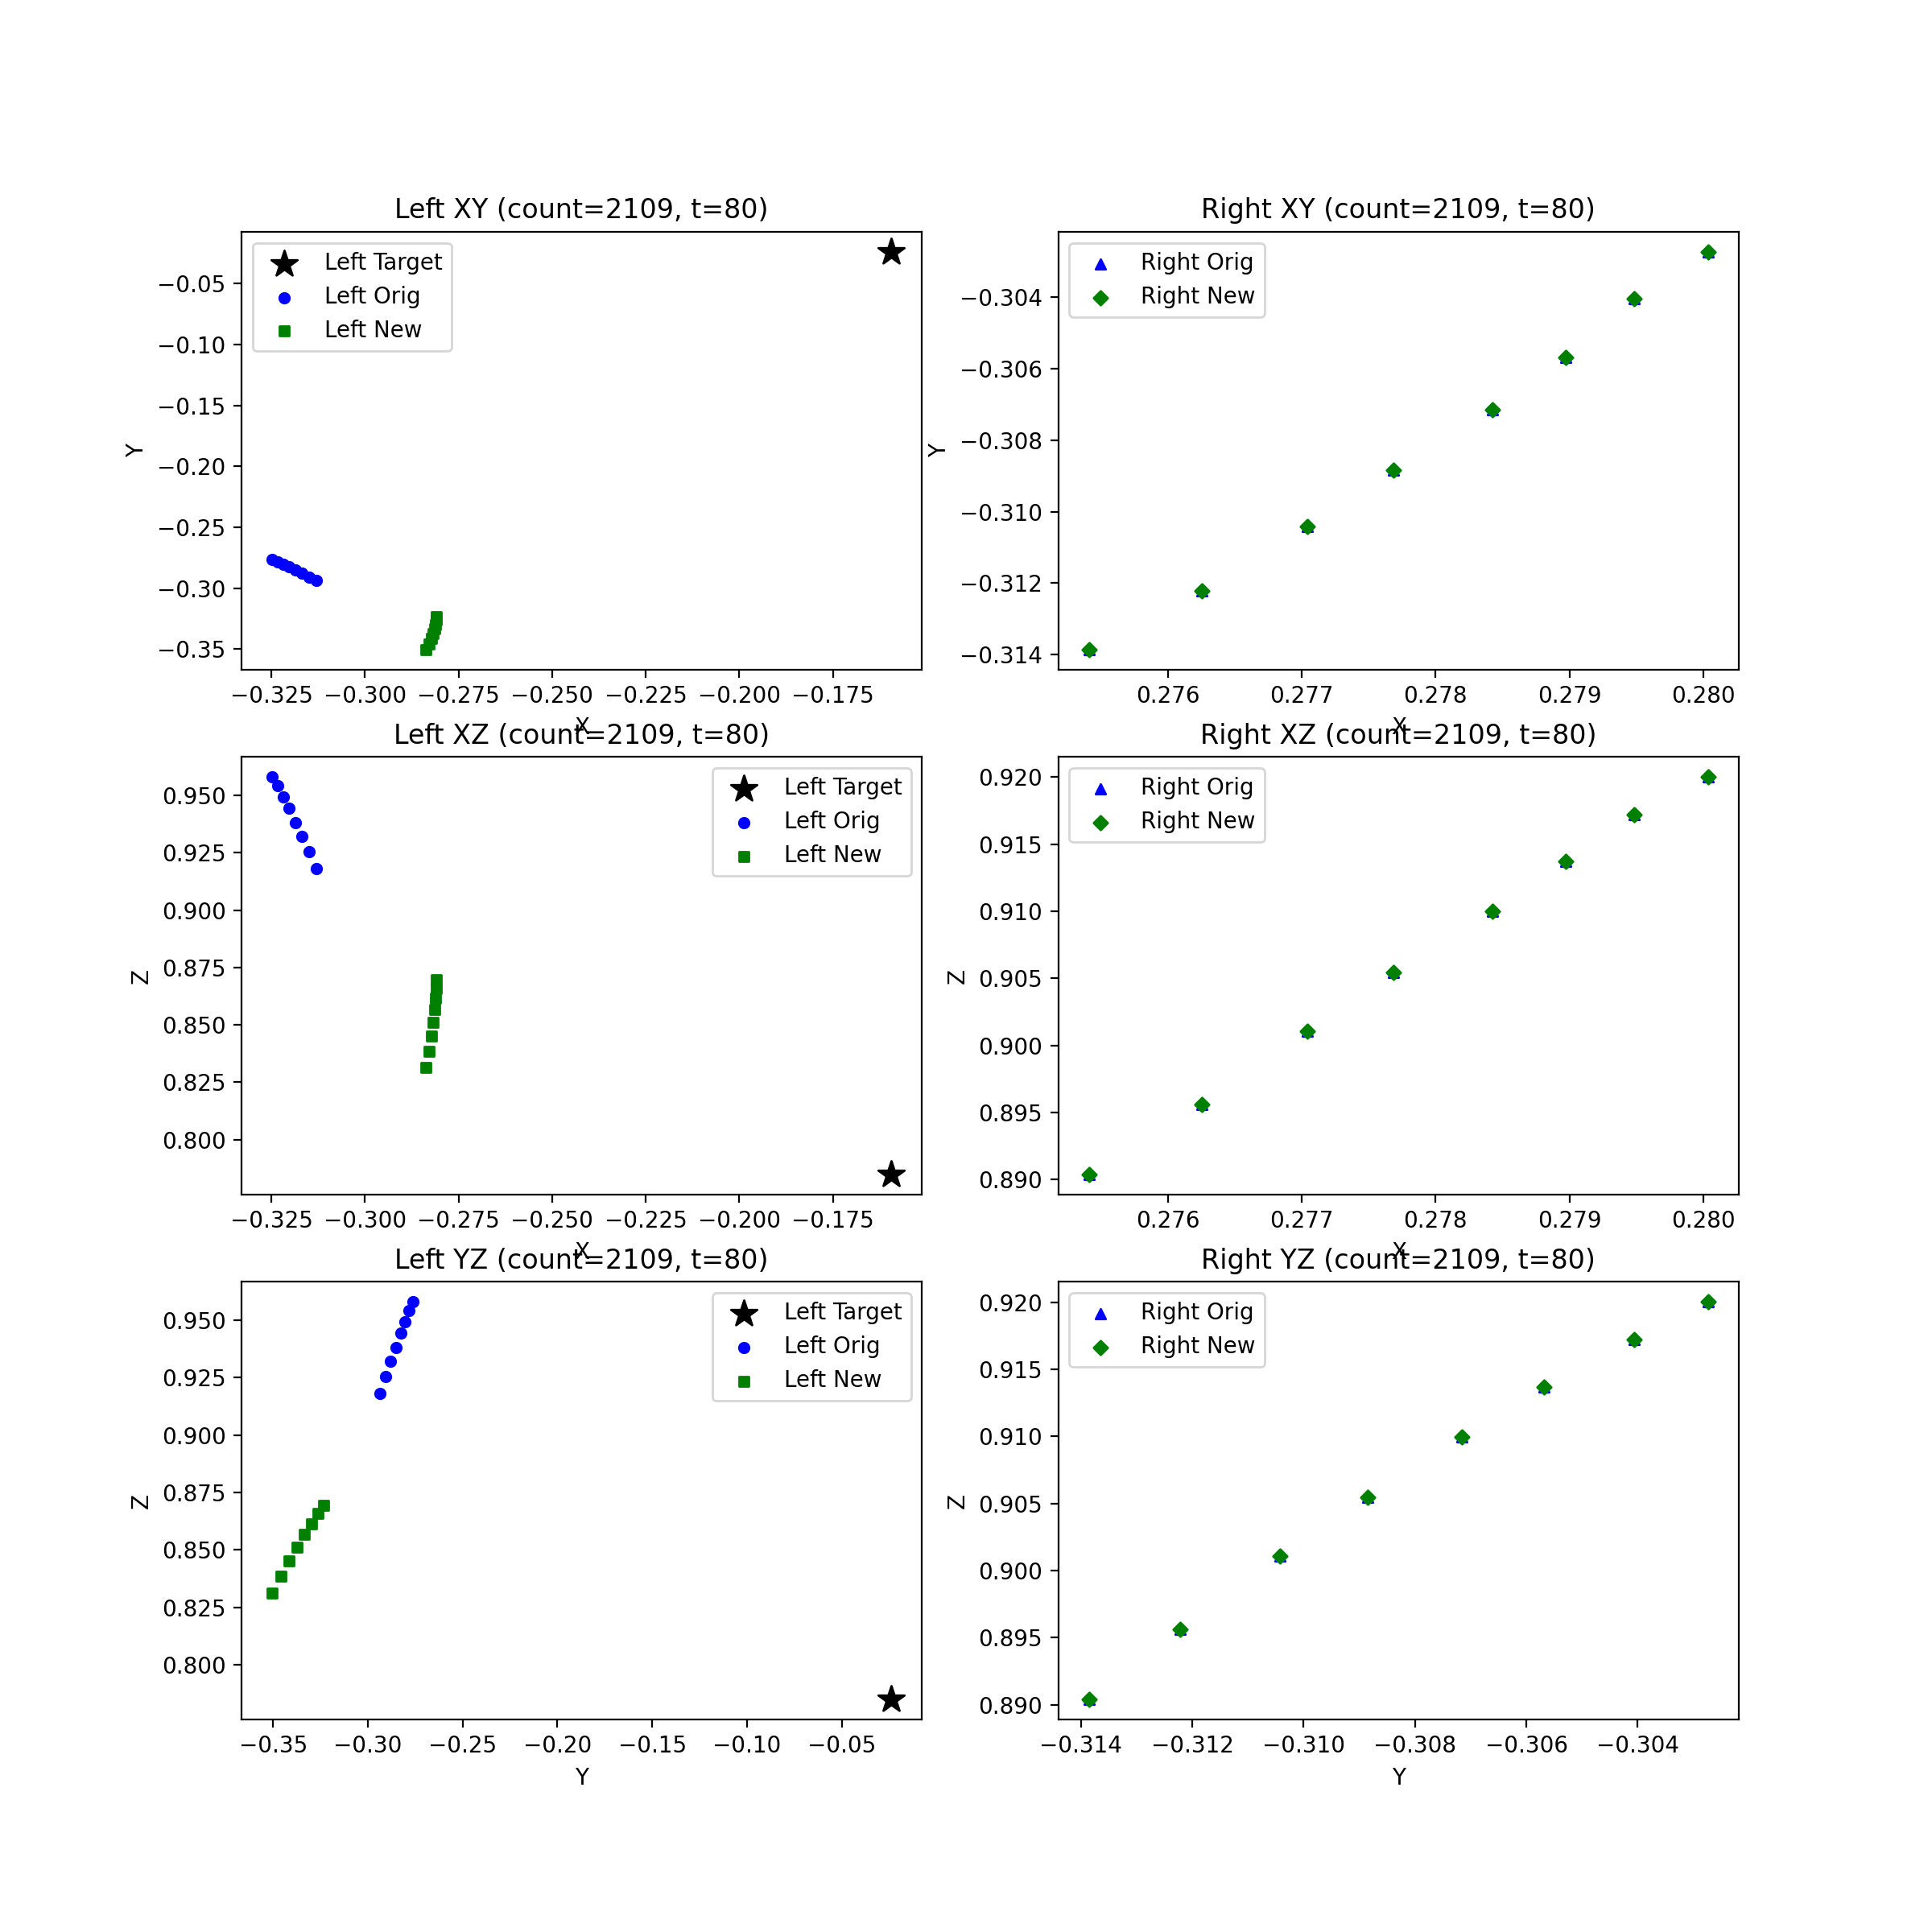 Left XY (count=2109, t=80)
Left Target
Left Orig
Left New
Y
−0.05
−0.10
−0.15
−0.20
−0.25
−0.30
−0.35
−0.325 −0.300 −0.275 −0.250 −0.225 −0.200 −0.175
X
Right XY (count=2109, t=80)
Right Orig
Right New
Y
−0.304
−0.306
−0.308
−0.310
−0.312
−0.314
0.276 0.277 0.278 0.279 0.280
X
Left XZ (count=2109, t=80)
Left Target
Left Orig
Left New
Z
0.950
0.925
0.900
0.875
0.850
0.825
0.800
−0.325 −0.300 −0.275 −0.250 −0.225 −0.200 −0.175
X
Right XZ (count=2109, t=80)
Right Orig
Right New
Z
0.920
0.915
0.910
0.905
0.900
0.895
0.890
0.276 0.277 0.278 0.279 0.280
X
Left YZ (count=2109, t=80)
Left Target
Left Orig
Left New
Z
0.950
0.925
0.900
0.875
0.850
0.825
0.800
−0.35 −0.30 −0.25 −0.20 −0.15 −0.10 −0.05
Y
Right YZ (count=2109, t=80)
Right Orig
Right New
Z
0.920
0.915
0.910
0.905
0.900
0.895
0.890
−0.314 −0.312 −0.310 −0.308 −0.306 −0.304
Y